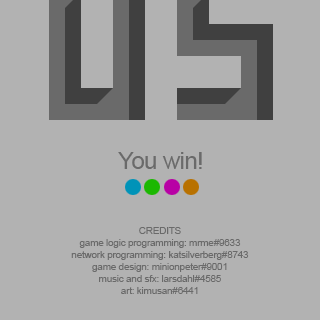 US
You win!
CREDITS
game logic programming: mrme#9633
network programming: katsilverberg#8743
game design: minionpeter#9001
music and sfx: larsdahl#4585
art: kimusan#6441